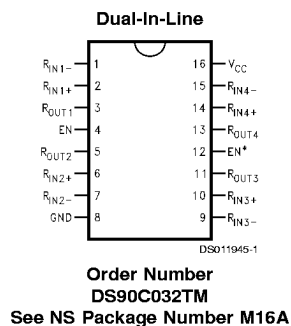 Dual-In-Line
RIN1- 1 16 VCC
RIN1+ 2 15 RIN4-
ROUT1 3 14 RIN4+
EN 4 13 ROUT4
ROUT2 5 12 EN*
RIN2+ 6 11 ROUT3
RIN2- 7 10 RIN3+
GND 8 9 RIN3-
DS011945-1
Order Number
DS90C032TM
See NS Package Number M16A